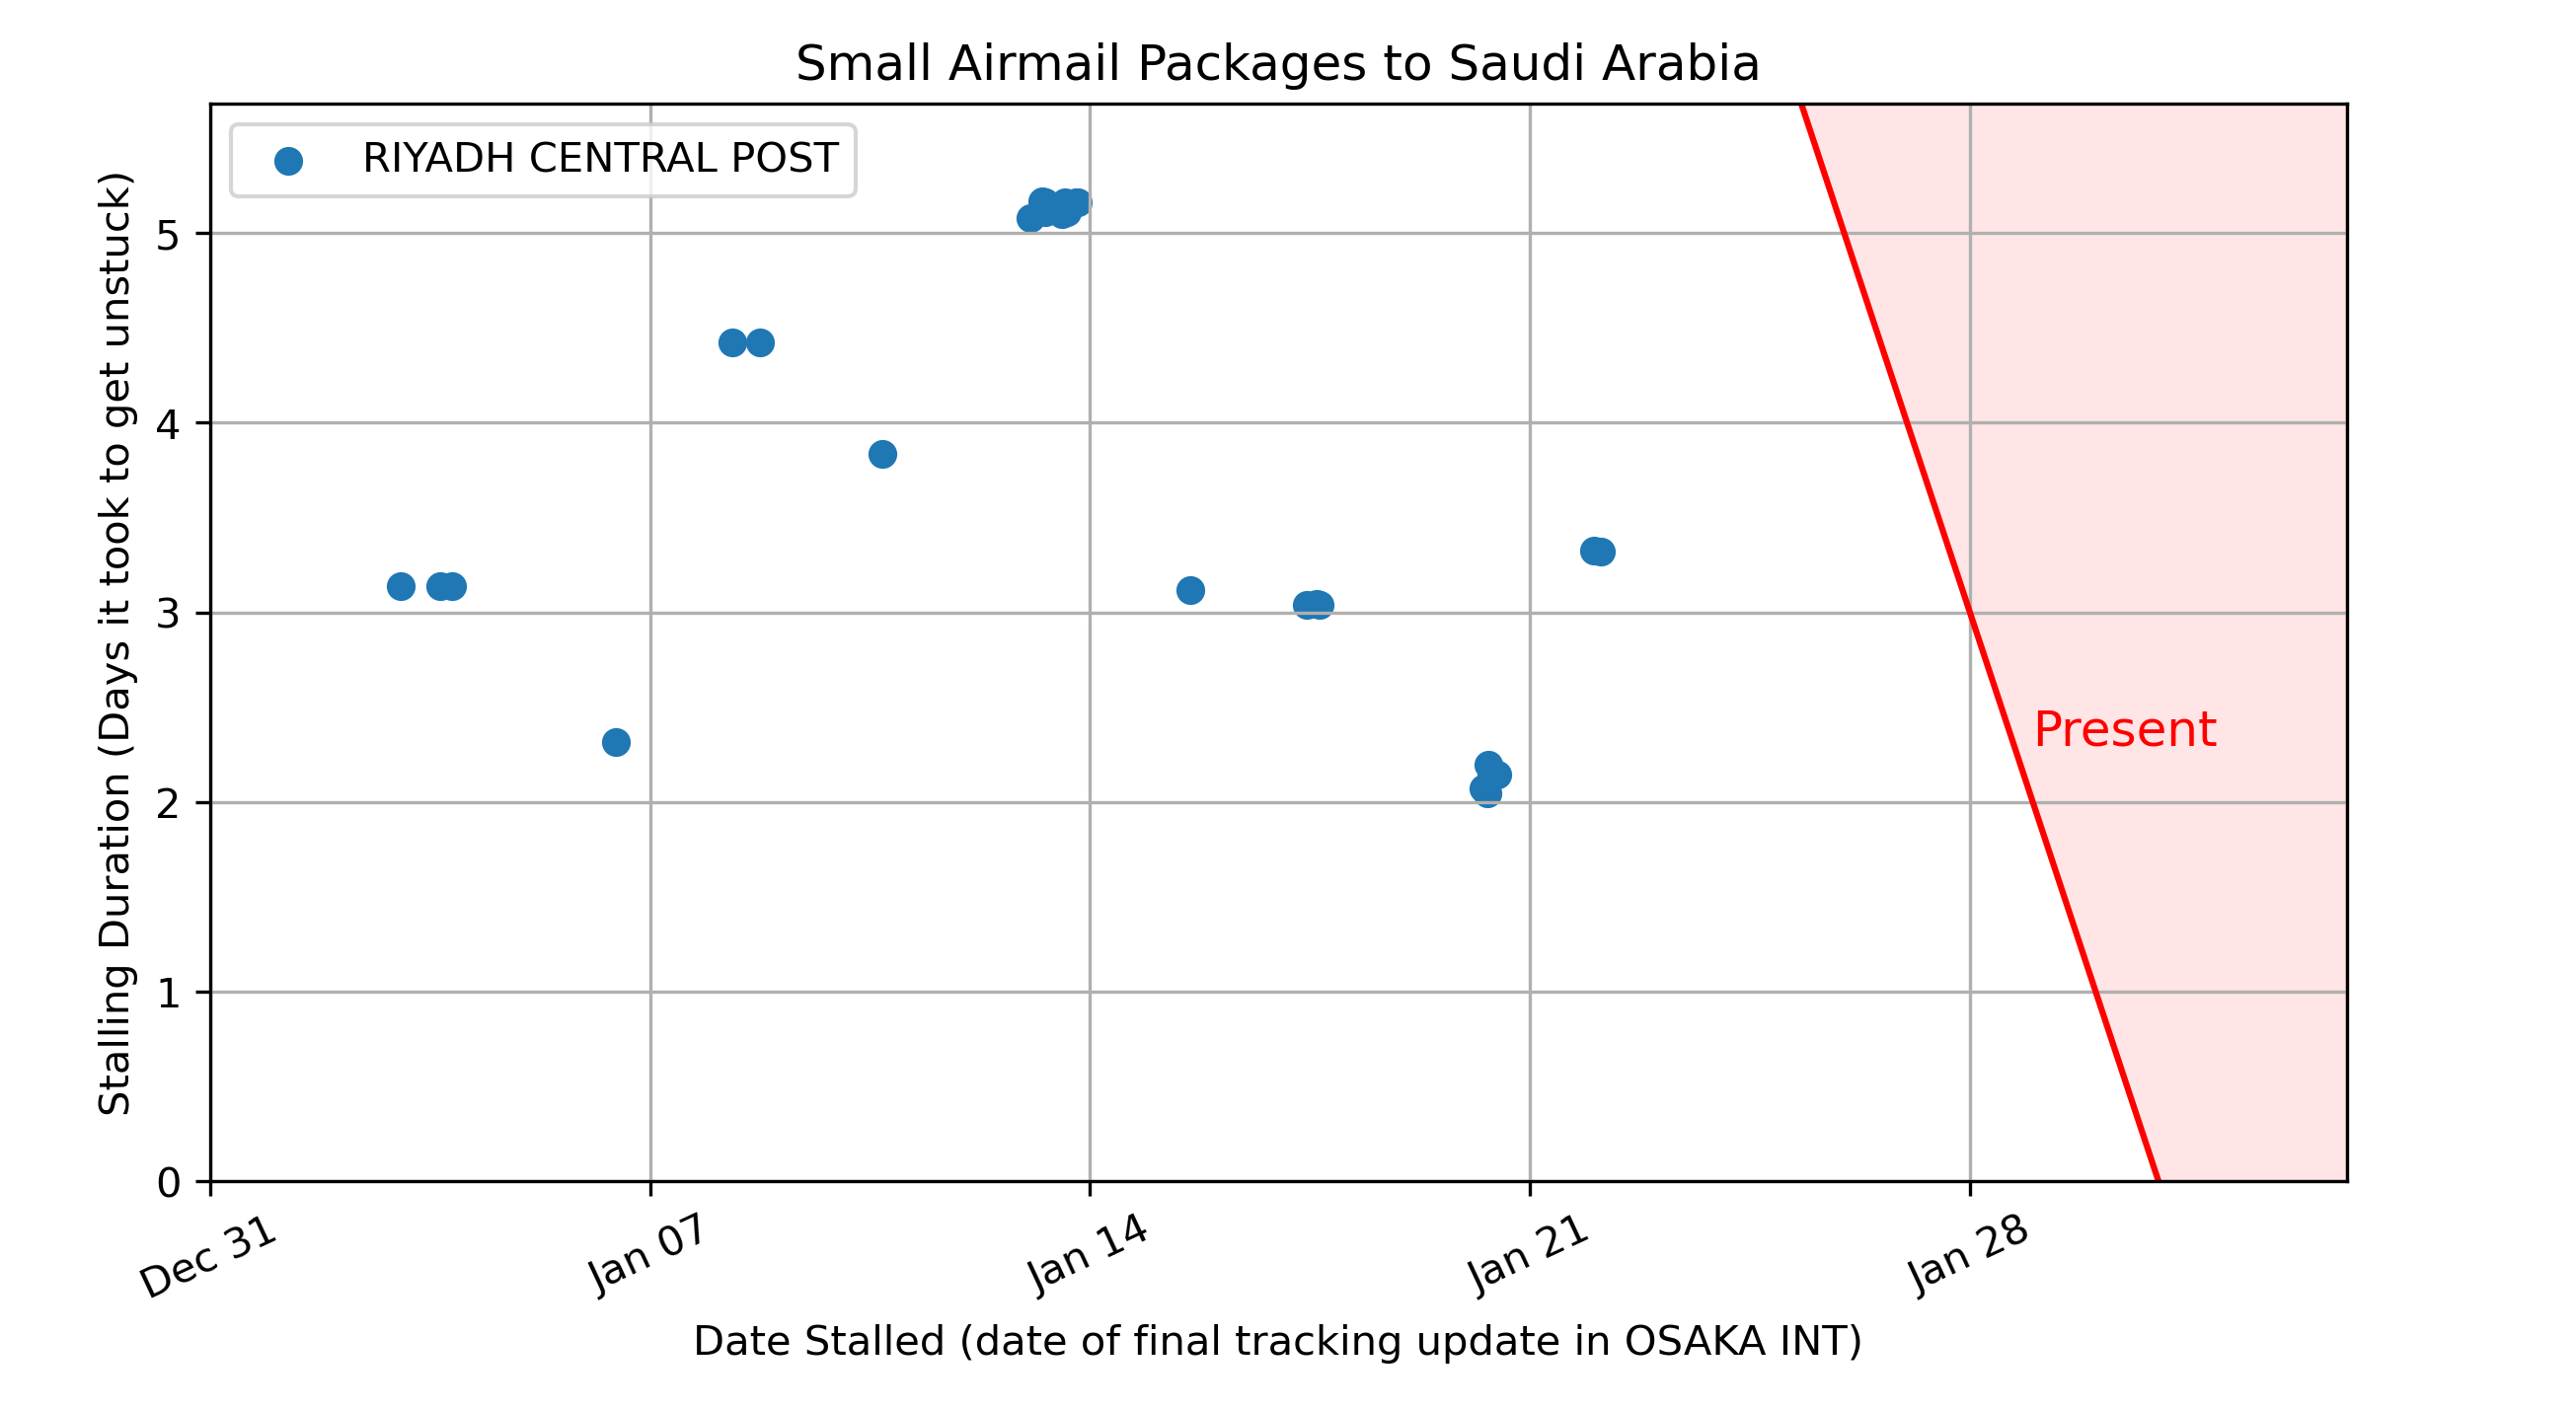 Small Airmail Packages to Saudi Arabia
RIYADH CENTRAL POST
Stalling Duration (Days it took to get unstuck)
5
4
3
2
1
0
Present
Dec 31
Jan 07
Jan 14
Jan 21
Jan 28
Date Stalled (date of final tracking update in OSAKA INT)